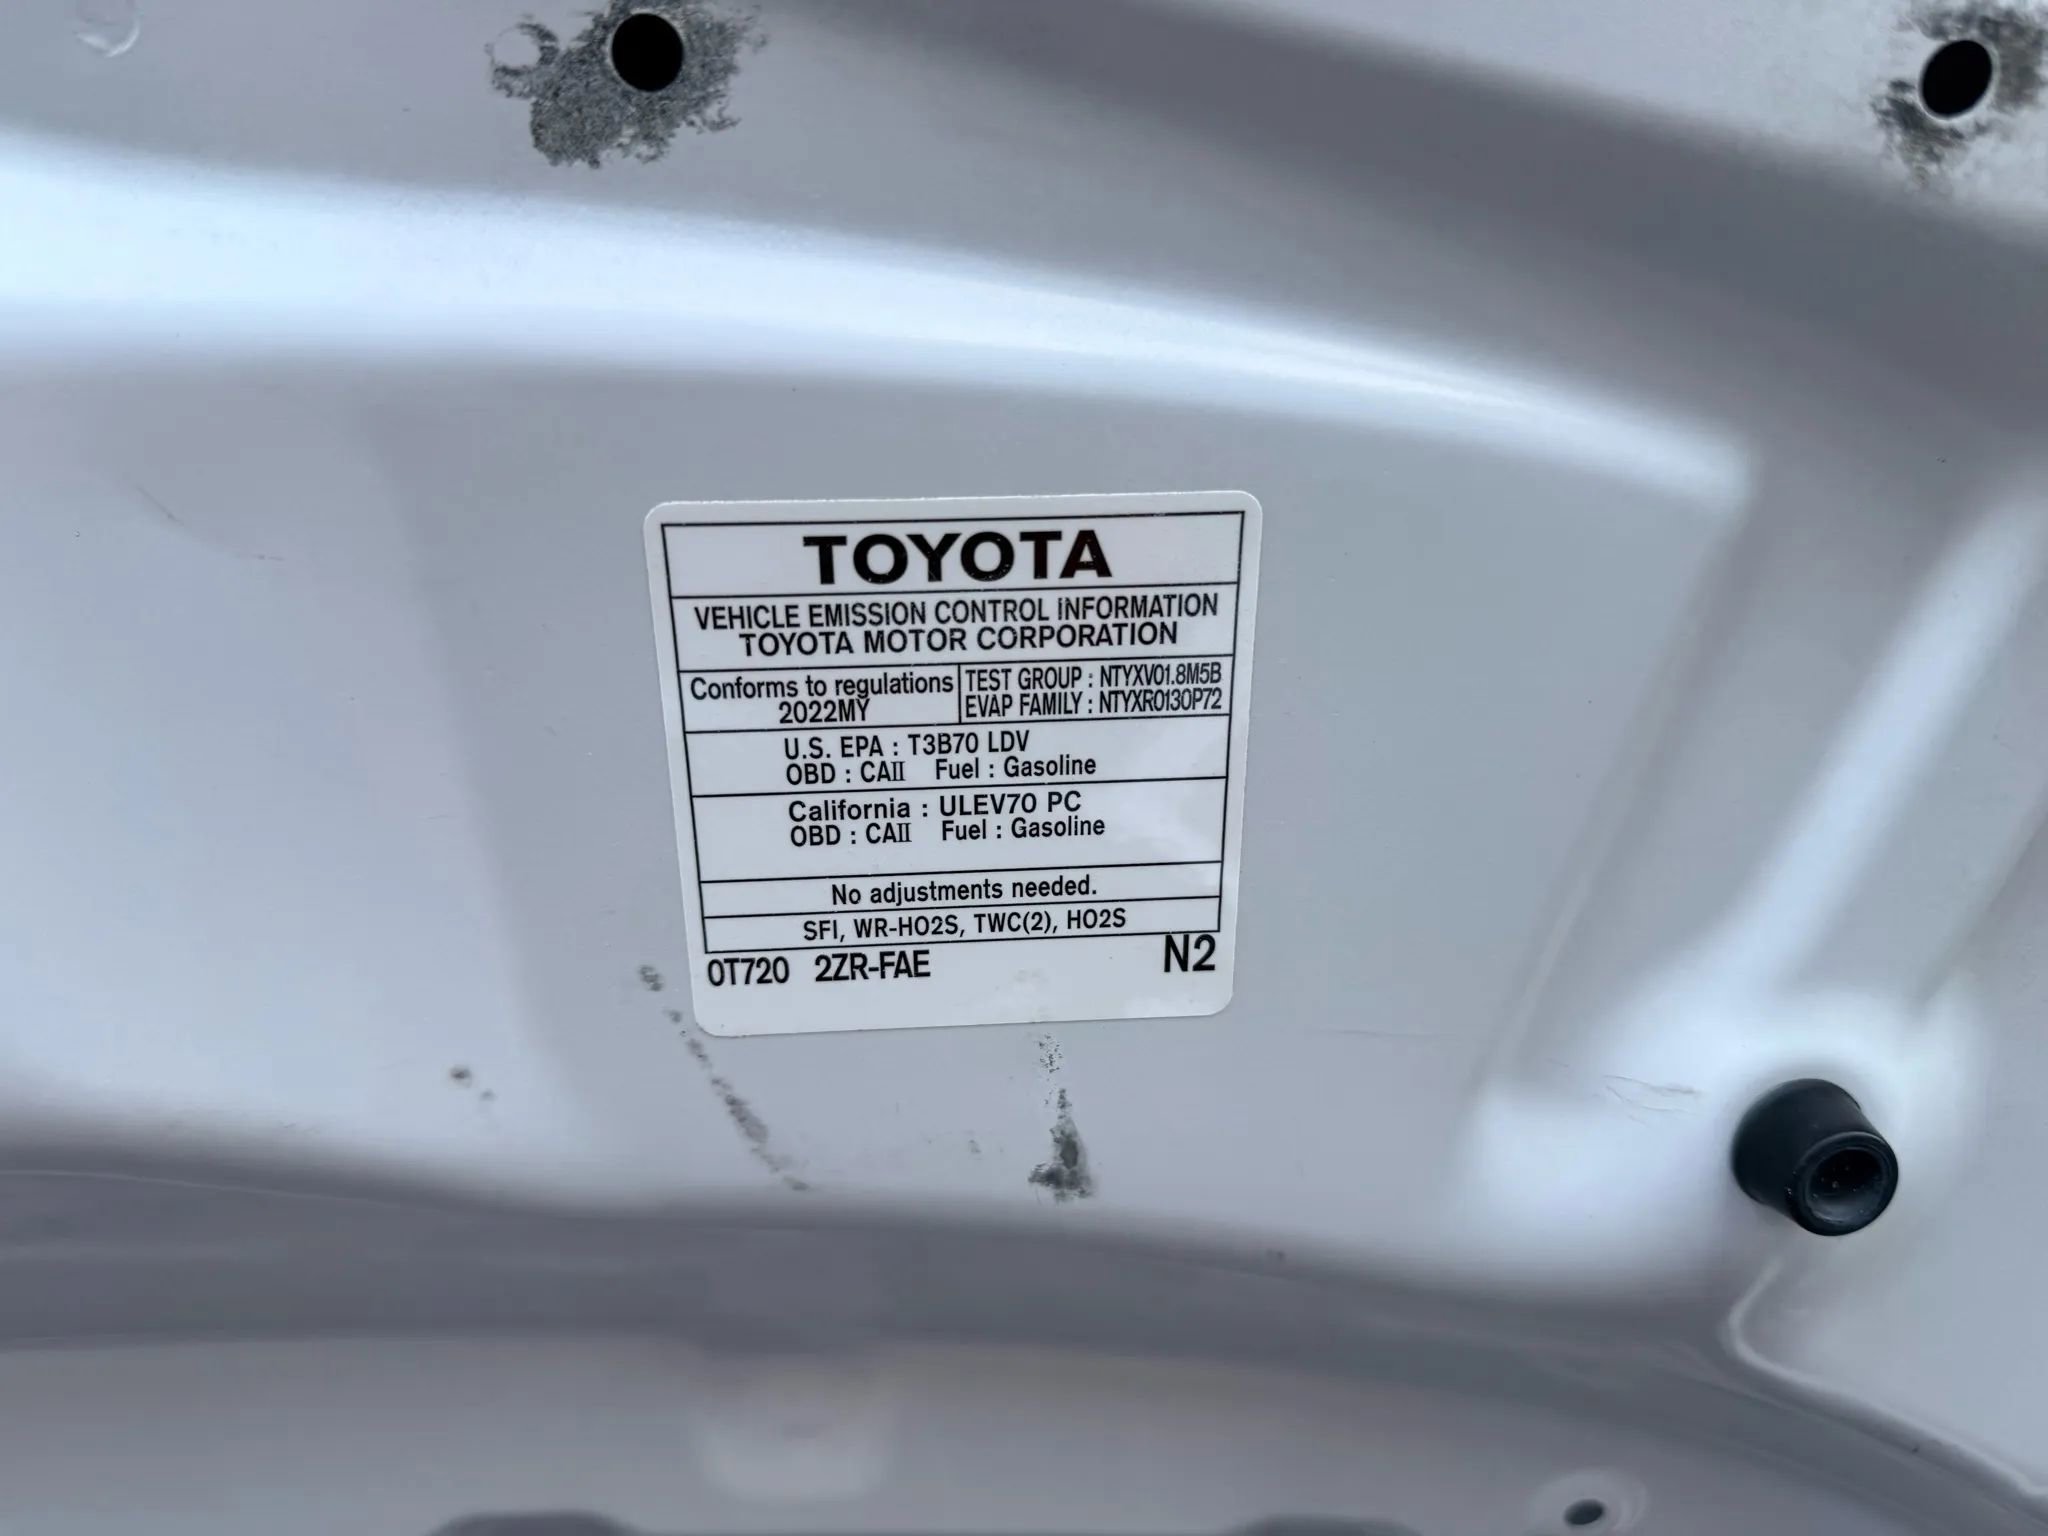 TOYOTA
VEHICLE EMISSION CONTROL INFORMATION
TOYOTA MOTOR CORPORATION
Conforms to regulations
2022MY
TEST GROUP : NTYXV01.8M5B
EVAP FAMILY : NTYXR0130P72
U.S. EPA : T3B70 LDV
OBD : CAII Fuel : Gasoline
California : ULEV70 PC
OBD : CAII Fuel : Gasoline
No adjustments needed.
SFI, WR-HO2S, TWC(2), HO2S
0T720 2ZR-FAE N2